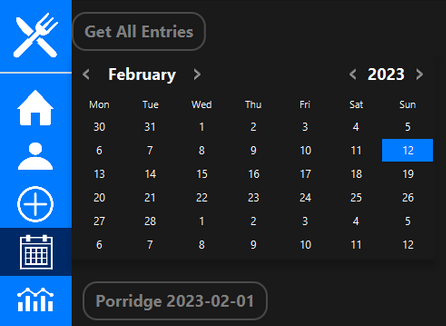 Get All Entries
< February > < 2023 >
Mon Tue Wed Thu Fri Sat Sun
30 31 1 2 3 4 5
6 7 8 9 10 11 12
13 14 15 16 17 18 19
20 21 22 23 24 25 26
27 28 1 2 3 4 5
6 7 8 9 10 11 12
Porridge 2023-02-01